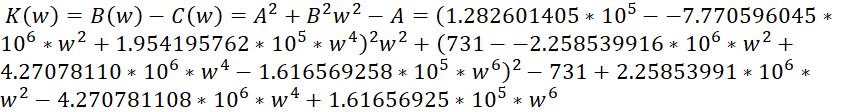 K(w) = B(w) − C(w) = A² + B²w² − A = (1.282601405 ∗ 10⁵ − −7.770596045 ∗
10⁶ ∗ w² + 1.954195762 ∗ 10⁵ ∗ w⁴)²w² + (731 − −2.258539916 ∗ 10⁶ ∗ w² +
4.27078110 ∗ 10⁶ ∗ w⁴ − 1.616569258 ∗ 10⁵ ∗ w⁶)² − 731 + 2.25853991 ∗ 10⁶ ∗
w² − 4.270781108 ∗ 10⁶ ∗ w⁴ + 1.61656925 ∗ 10⁵ ∗ w⁶